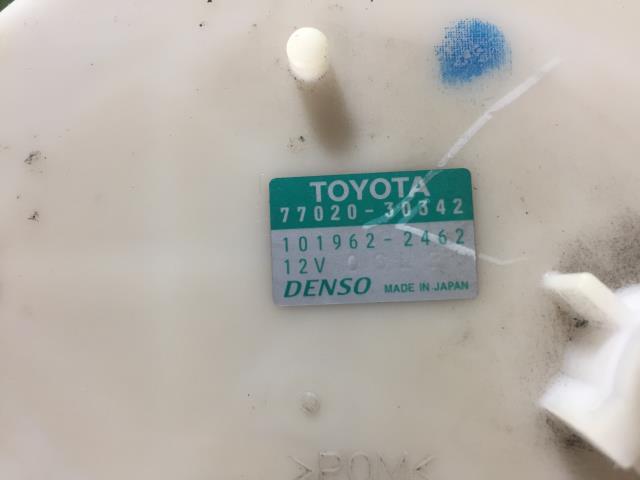 TOYOTA
77020-30342
101962-2462
12V
DENSO MADE IN JAPAN
>POM<